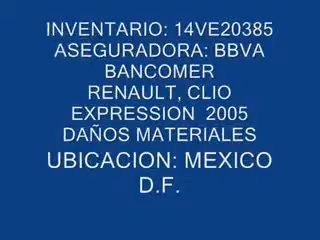 INVENTARIO: 14VE20385
ASEGURADORA: BBVA
BANCOMER
RENAULT, CLIO
EXPRESSION  2005
DAÑOS MATERIALES
UBICACION: MEXICO
D.F.